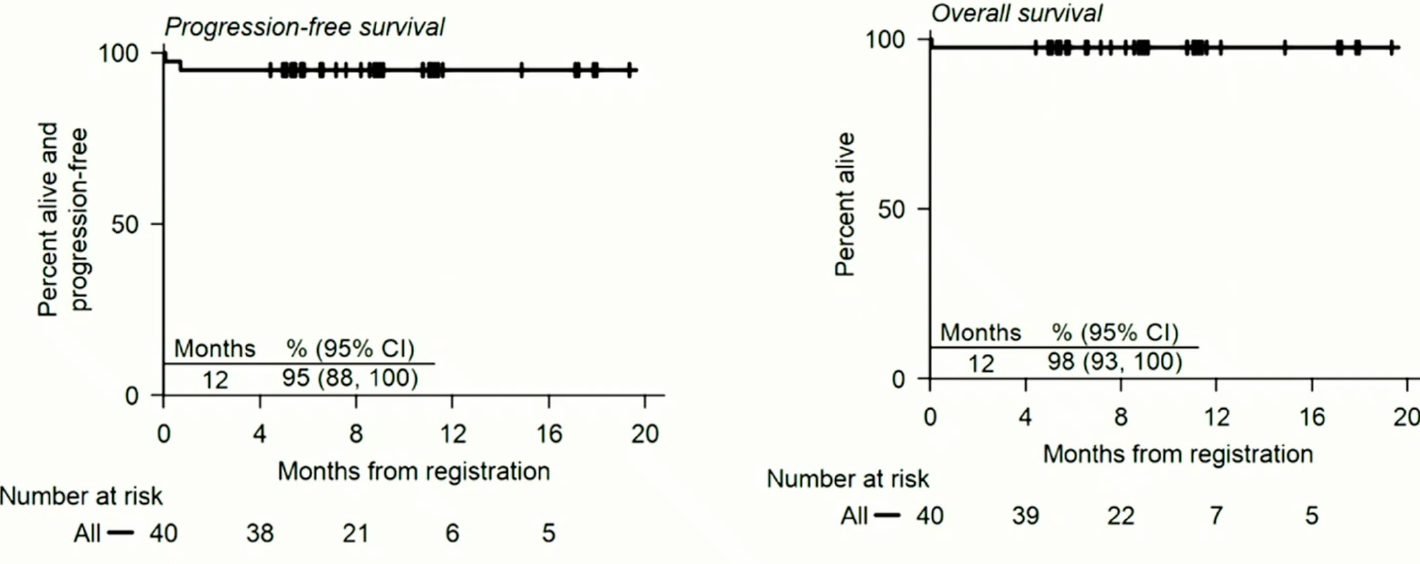 Progression-free survival
100
50
0
Percent alive and
progression-free
Months % (95% CI)
12 95 (88, 100)
0 4 8 12 16 20
Months from registration
Number at risk
All 40 38 21 6 5
Overall survival
100
50
0
Percent alive
Months % (95% CI)
12 98 (93, 100)
0 4 8 12 16 20
Months from registration
Number at risk
All 40 39 22 7 5